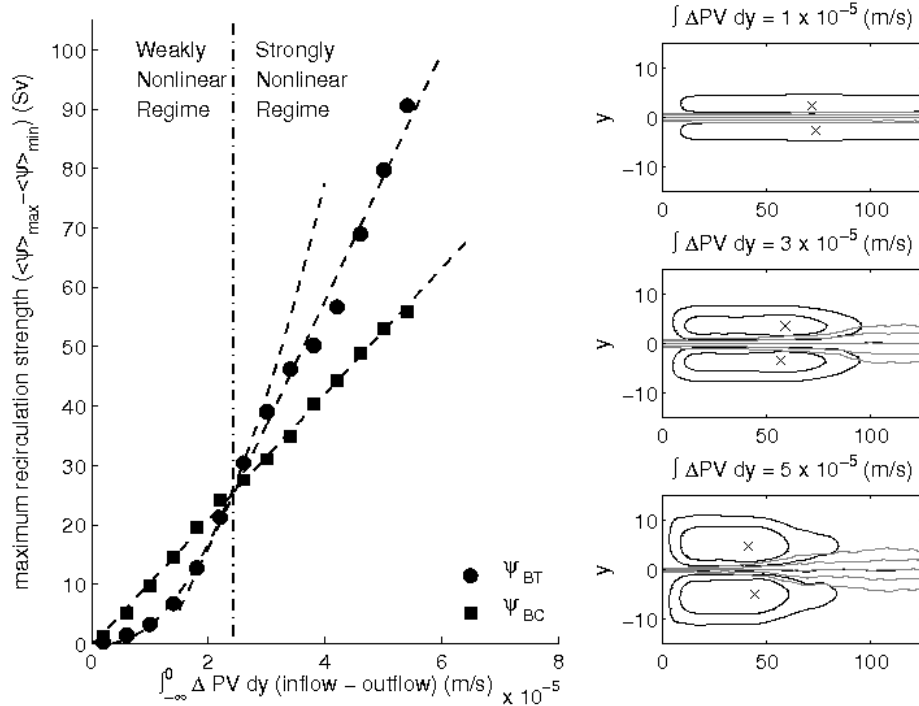 maximum recirculation strength (<ψ>max−<ψ>min) (Sv)
100
90
80
70
60
50
40
30
20
10
0
Weakly Nonlinear Regime
Strongly Nonlinear Regime
ΨBT
ΨBC
0 2 4 6 8
∫−∞0 Δ PV dy (inflow − outflow) (m/s) x 10-5
∫ ΔPV dy = 1 x 10-5 (m/s)
y
10
0
−10
0 50 100
∫ ΔPV dy = 3 x 10-5 (m/s)
y
10
0
−10
0 50 100
∫ ΔPV dy = 5 x 10-5 (m/s)
y
10
0
−10
0 50 100